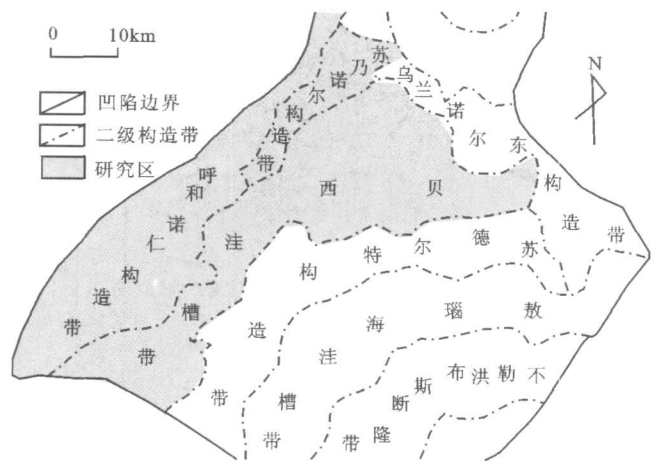 0 10km
N
凹陷边界
二级构造带
研究区
苏乃诺尔构造带
乌兰诺尔东构造带
呼和诺仁构造带
贝西洼槽带
苏德尔特构造带
敖瑙海洼槽带
不勒洪布斯断隆带